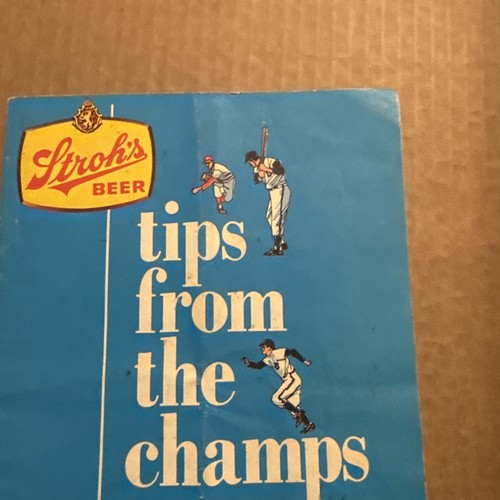 Stroh's
BEER
tips
from
the
champs